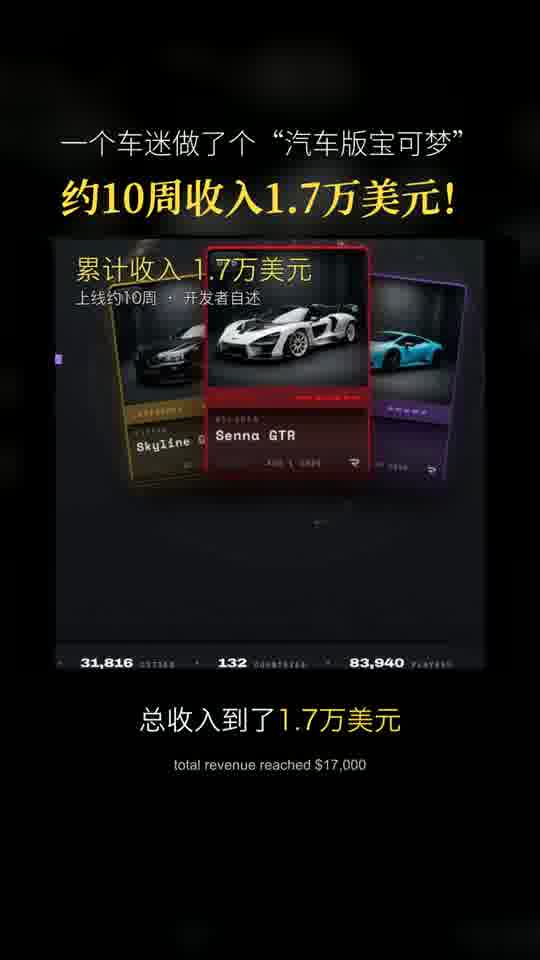 一个车迷做了个“汽车版宝可梦”
约10周收入1.7万美元！
累计收入 1.7万美元
上线约10周 · 开发者自述
Skyline G
Senna GTR
31,816 CITIES
132 COUNTRIES
83,940 PLAYERS
总收入到了1.7万美元
total revenue reached $17,000